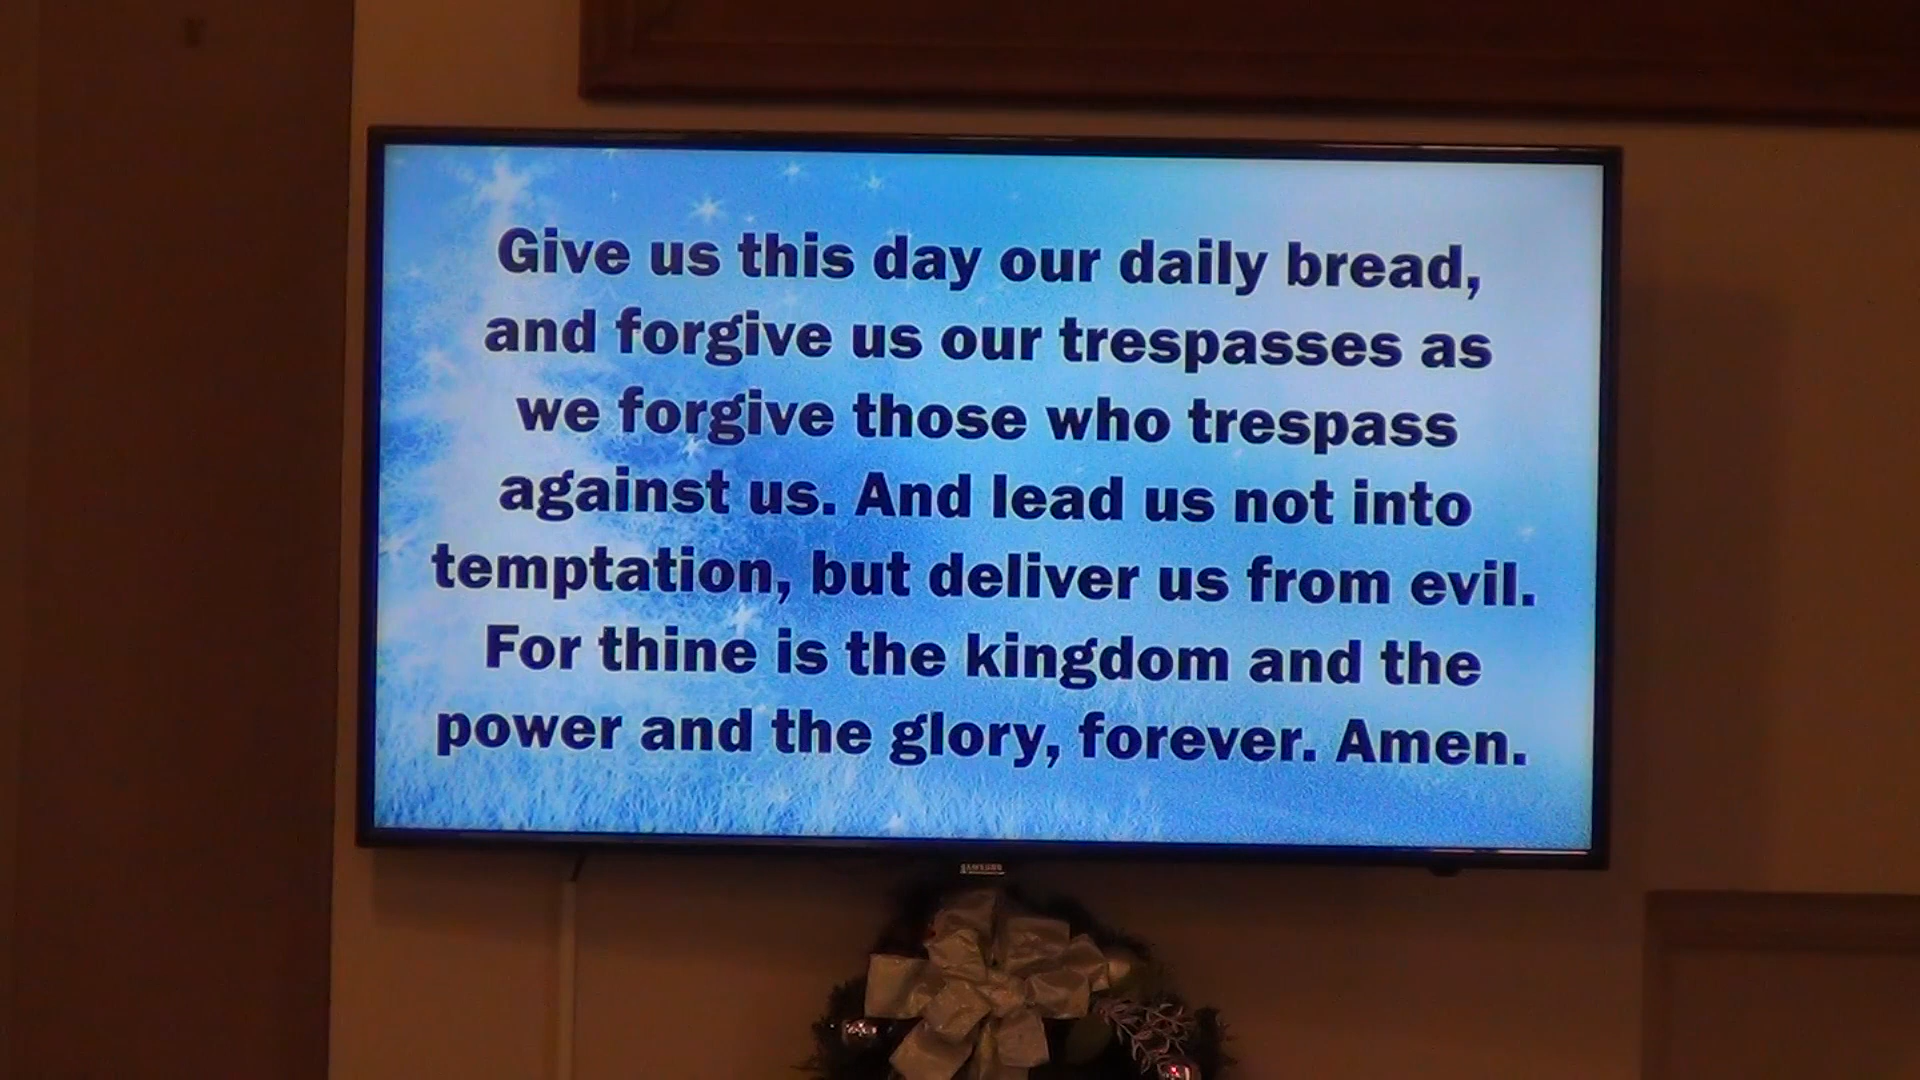 Give us this day our daily bread,
and forgive us our trespasses as
we forgive those who trespass
against us. And lead us not into
temptation, but deliver us from evil.
For thine is the kingdom and the
power and the glory, forever. Amen.
SAMSUNG